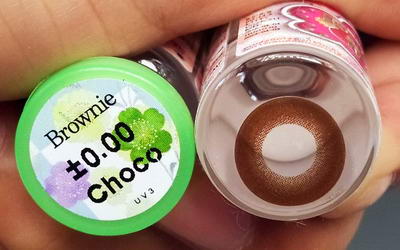 Brownie
±0.00
Choco
UV3